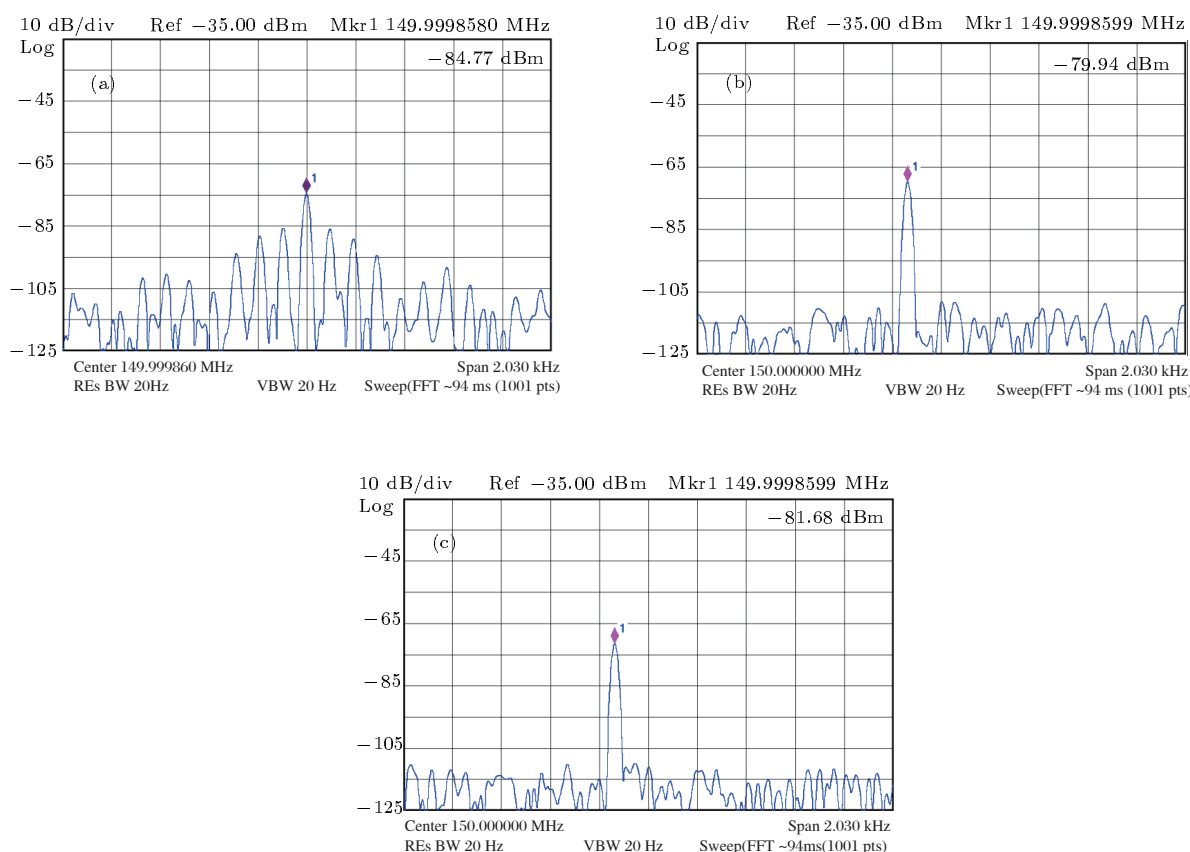 10 dB/div Ref −35.00 dBm Mkr1 149.9998580 MHz
Log
−84.77 dBm
(a)
−45
−65
1
−85
−105
−125
Center 149.999860 MHz Span 2.030 kHz
REs BW 20Hz VBW 20 Hz Sweep(FFT ~94 ms (1001 pts)
10 dB/div Ref −35.00 dBm Mkr1 149.9998599 MHz
Log
−79.94 dBm
(b)
−45
−65
1
−85
−105
−125
Center 150.000000 MHz Span 2.030 kHz
REs BW 20Hz VBW 20 Hz Sweep(FFT ~94 ms (1001 pts)
10 dB/div Ref −35.00 dBm Mkr1 149.9998599 MHz
Log
−81.68 dBm
(c)
−45
−65
1
−85
−105
−125
Center 150.000000 MHz Span 2.030 kHz
REs BW 20 Hz VBW 20 Hz Sweep(FFT ~94ms(1001 pts)